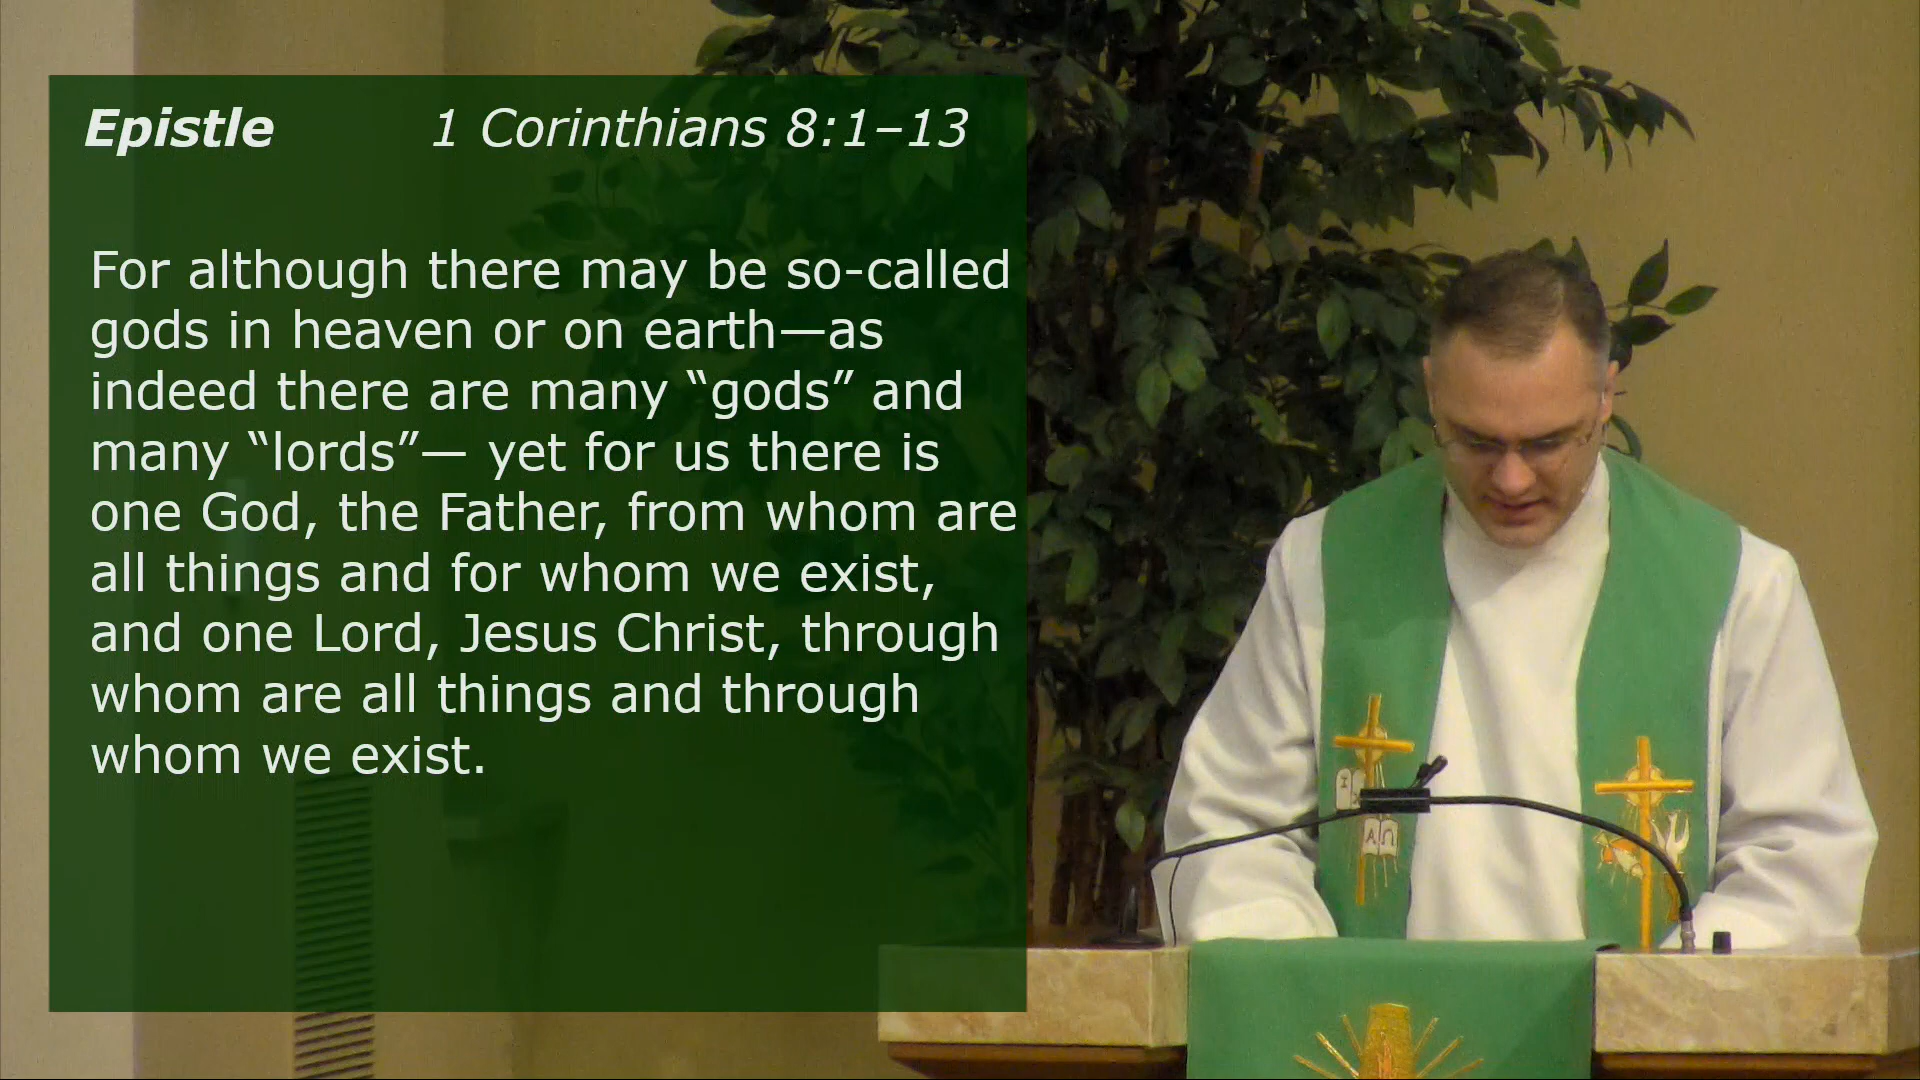 Epistle 1 Corinthians 8:1–13
For although there may be so-called
gods in heaven or on earth—as
indeed there are many “gods” and
many “lords”— yet for us there is
one God, the Father, from whom are
all things and for whom we exist,
and one Lord, Jesus Christ, through
whom are all things and through
whom we exist.
I
Α Ω